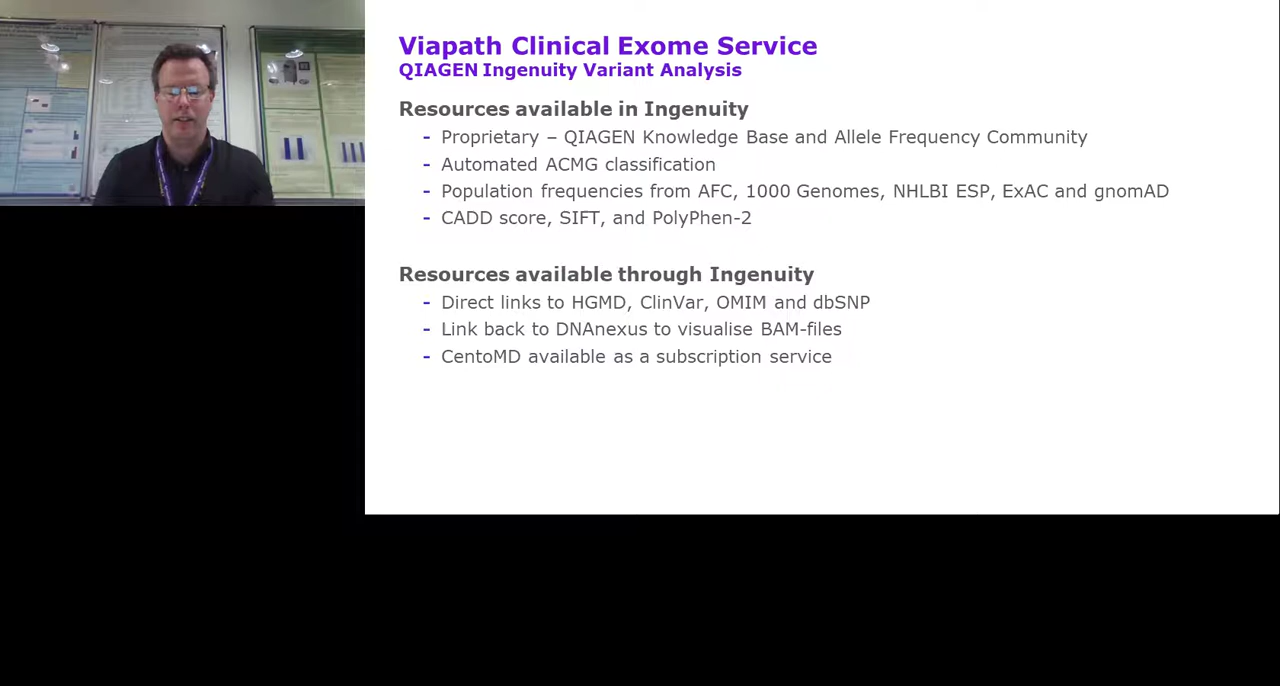 Viapath Clinical Exome Service
QIAGEN Ingenuity Variant Analysis
Resources available in Ingenuity
- Proprietary – QIAGEN Knowledge Base and Allele Frequency Community
- Automated ACMG classification
- Population frequencies from AFC, 1000 Genomes, NHLBI ESP, ExAC and gnomAD
- CADD score, SIFT, and PolyPhen-2
Resources available through Ingenuity
- Direct links to HGMD, ClinVar, OMIM and dbSNP
- Link back to DNAnexus to visualise BAM-files
- CentoMD available as a subscription service